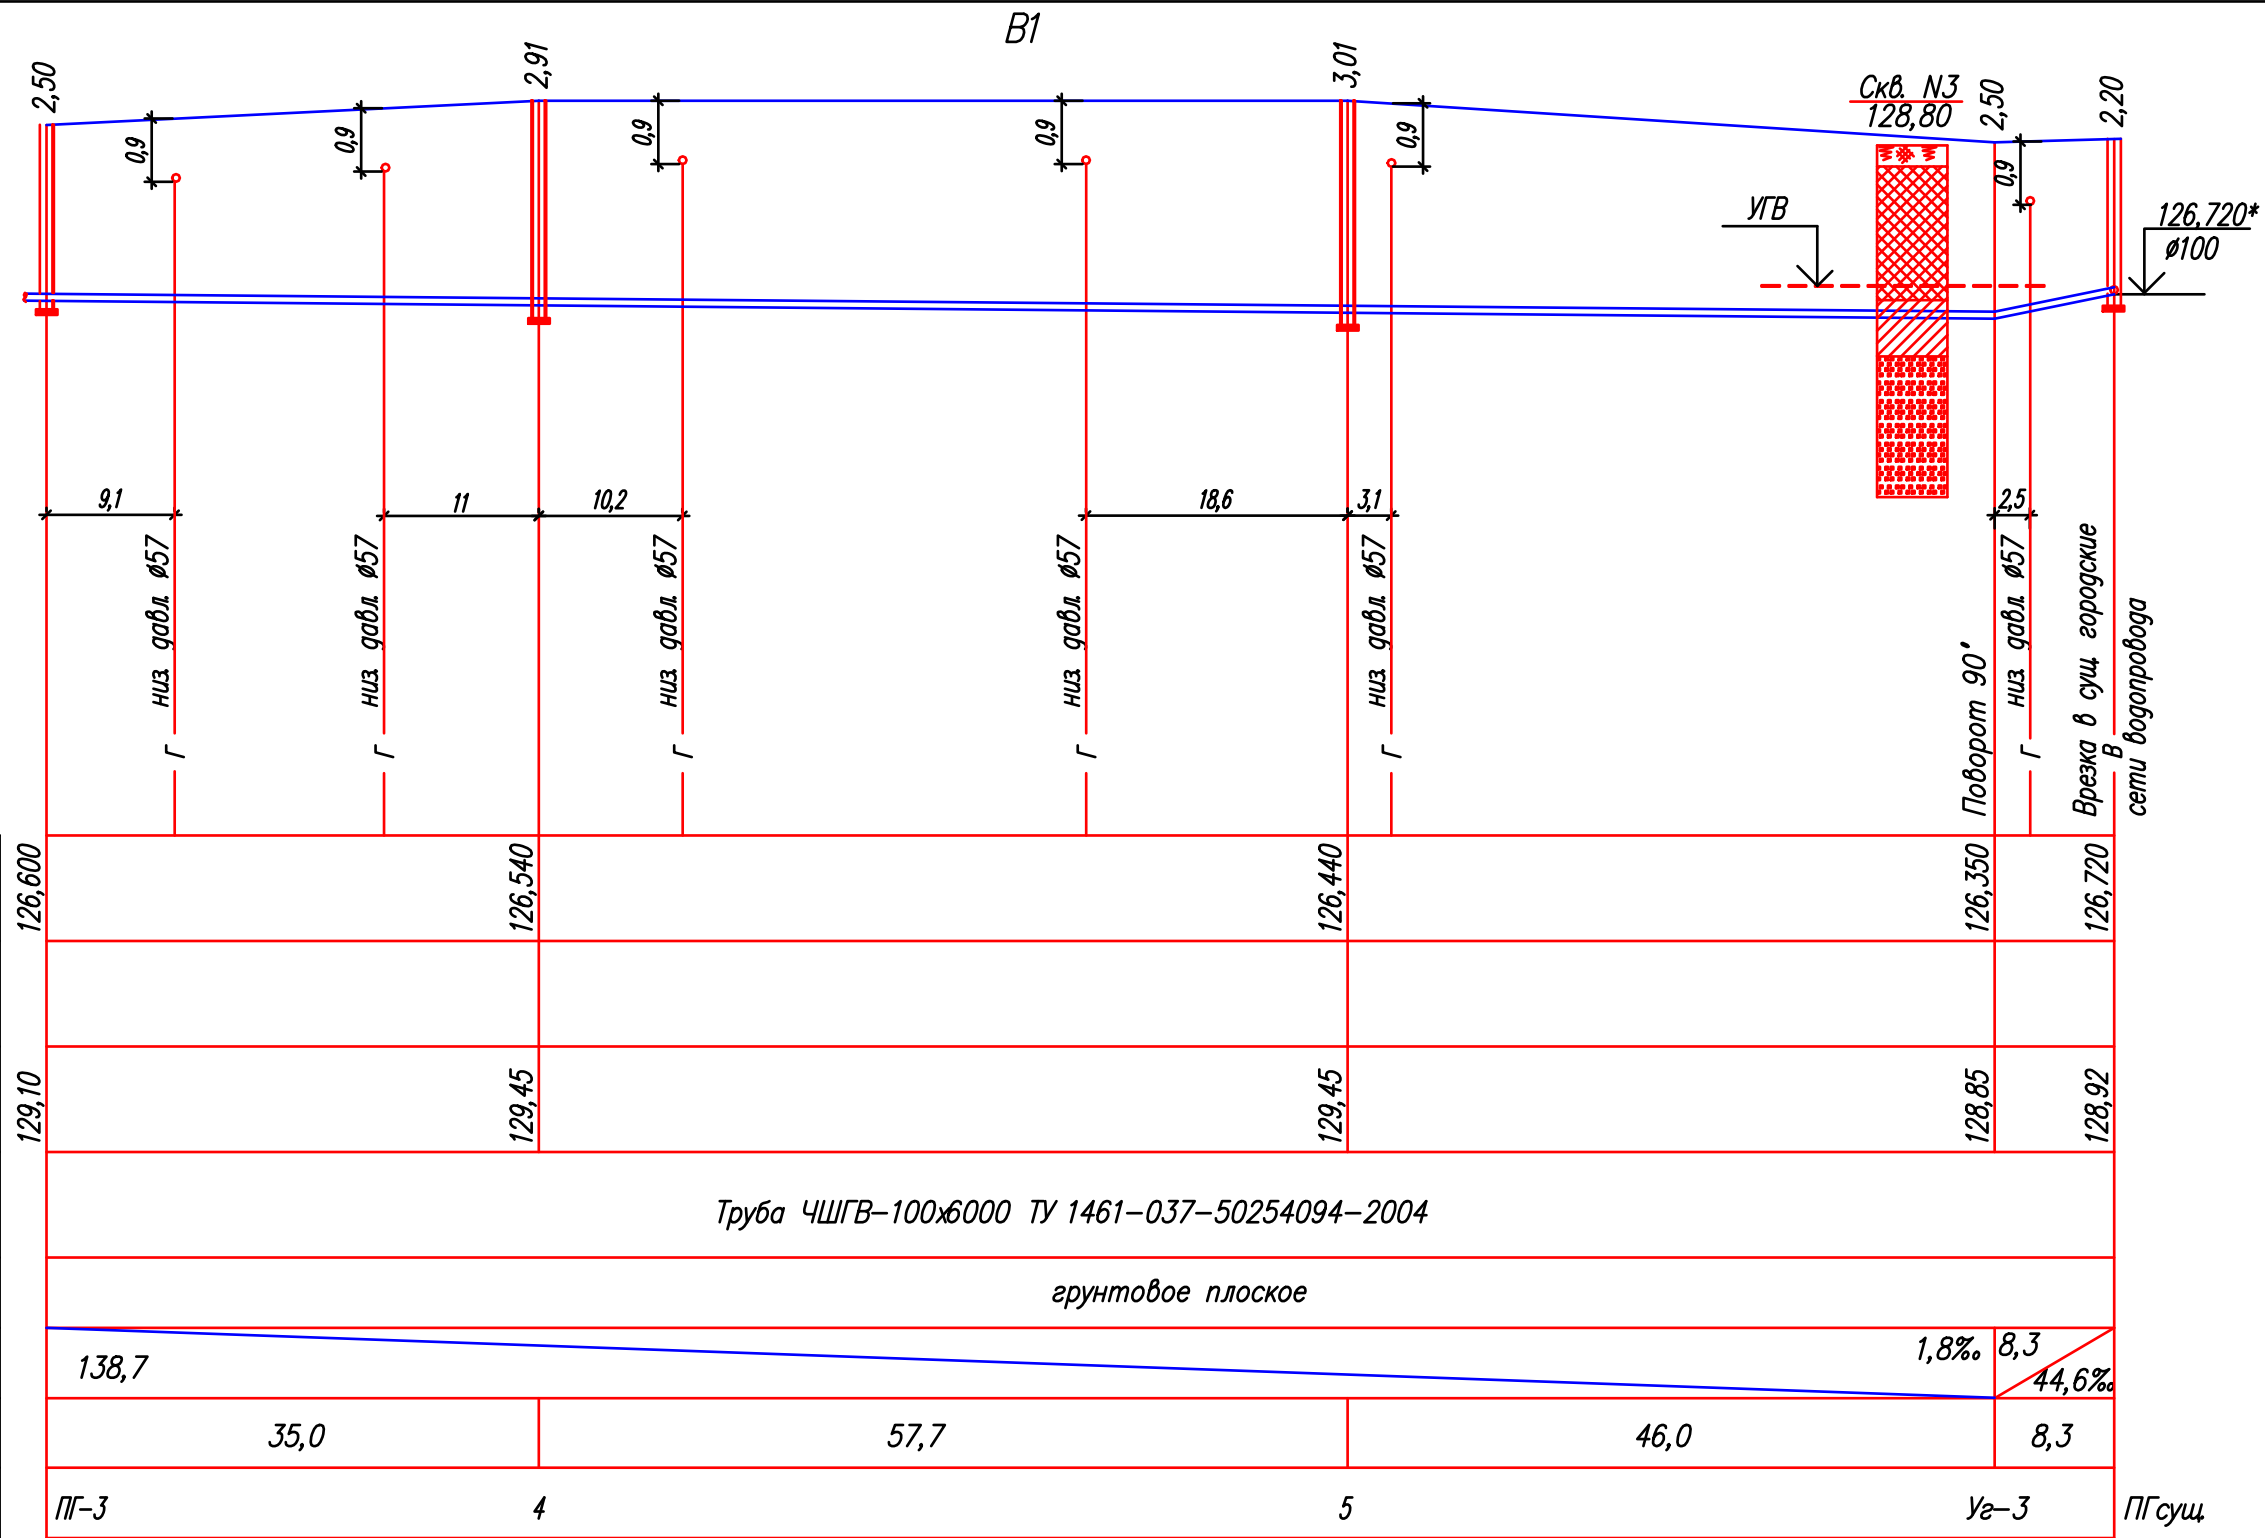 В1
2,50
2,91
3,01
Скв. N3
128,80
2,50
2,20
0,9
0,9
0,9
0,9
0,9
0,9
УГВ
126,720*
ø100
9,1
11
10,2
18,6
3,1
2,5
низ. давл. ø57
Г
низ. давл. ø57
Г
низ. давл. ø57
Г
низ. давл. ø57
Г
низ. давл. ø57
Г
Поворот 90°
низ. давл. ø57
Г
Врезка в сущ. городские
В
сети водопровода
126,600
126,540
126,440
126,350
126,720
129,10
129,45
129,45
128,85
128,92
Труба ЧШГВ-100х6000 ТУ 1461-037-50254094-2004
грунтовое плоское
138,7
1,8‰
8,3
44,6‰
35,0
57,7
46,0
8,3
ПГ-3
4
5
Уг-3
ПГсущ.